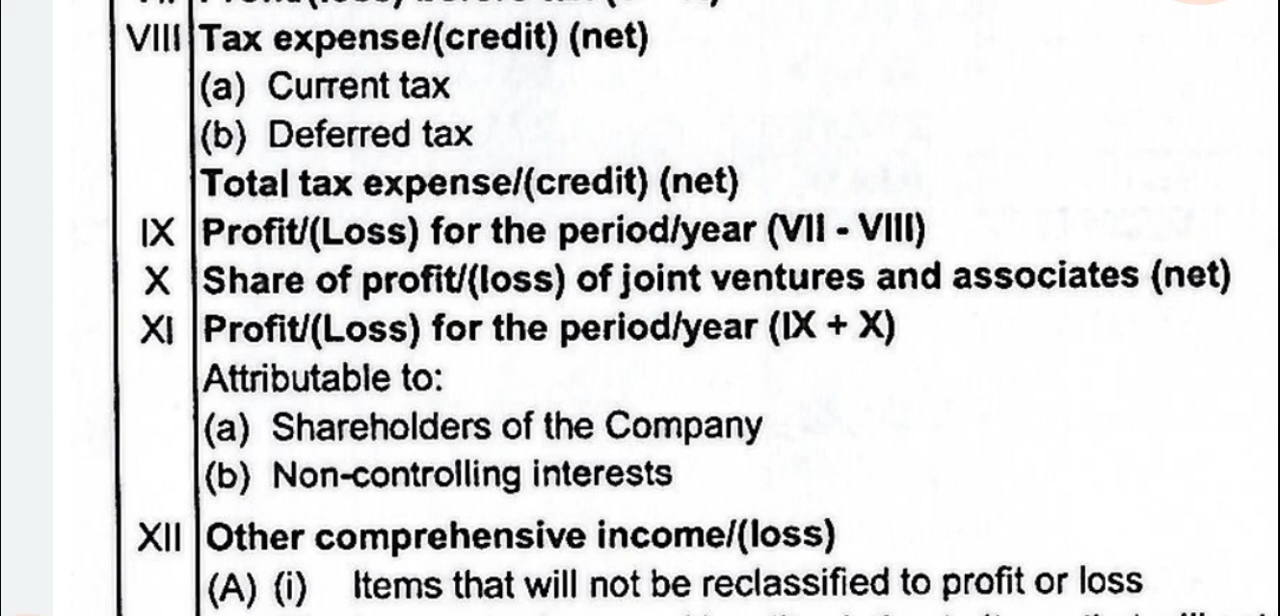 VIII Tax expense/(credit) (net)
(a) Current tax
(b) Deferred tax
Total tax expense/(credit) (net)
IX Profit/(Loss) for the period/year (VII - VIII)
X Share of profit/(loss) of joint ventures and associates (net)
XI Profit/(Loss) for the period/year (IX + X)
Attributable to:
(a) Shareholders of the Company
(b) Non-controlling interests
XII Other comprehensive income/(loss)
(A) (i) Items that will not be reclassified to profit or loss